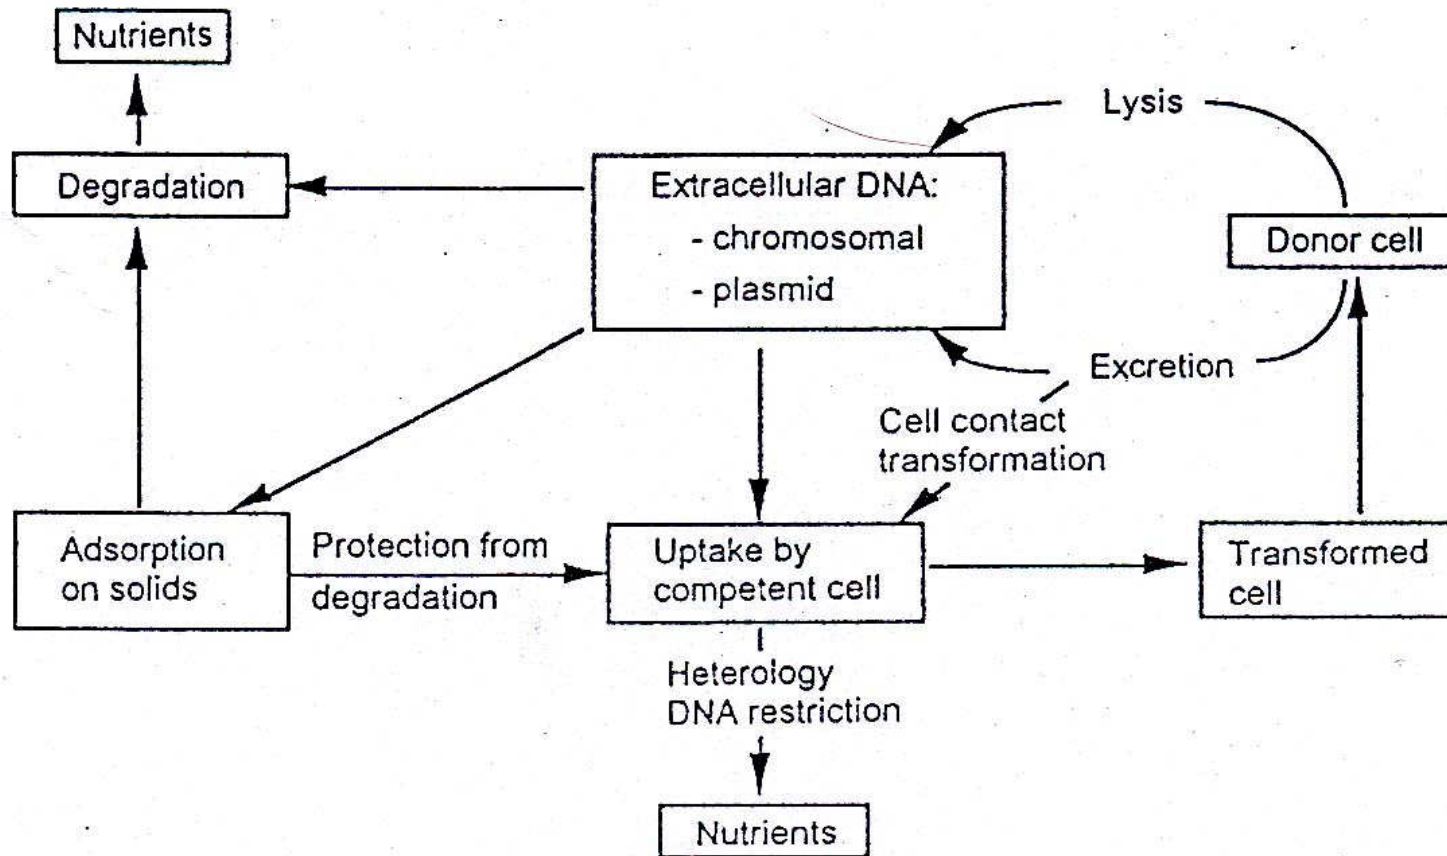 Nutrients
Lysis
Degradation
Extracellular DNA:
- chromosomal
- plasmid
Donor cell
Excretion
Cell contact
transformation
Adsorption
on solids
Protection from
degradation
Uptake by
competent cell
Transformed
cell
Heterology
DNA restriction
Nutrients